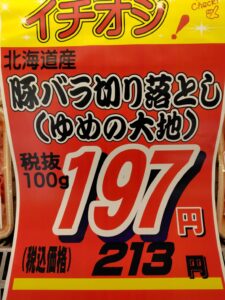 イチオシ!
Check!
北海道産
豚バラ切り落とし
(ゆめの大地)
税抜
100g
197円
(税込価格)
213円